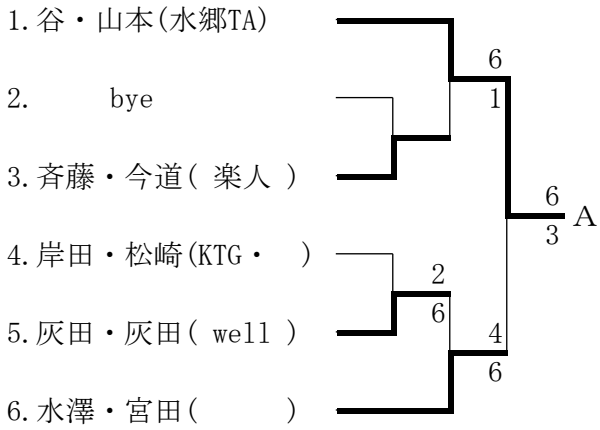 1.谷・山本(水郷TA)
6
1
2. bye
3.斉藤・今道( 楽人 )
6
3
A
4.岸田・松崎(KTG・ )
2
6
5.灰田・灰田( well )
4
6
6.水澤・宮田( )